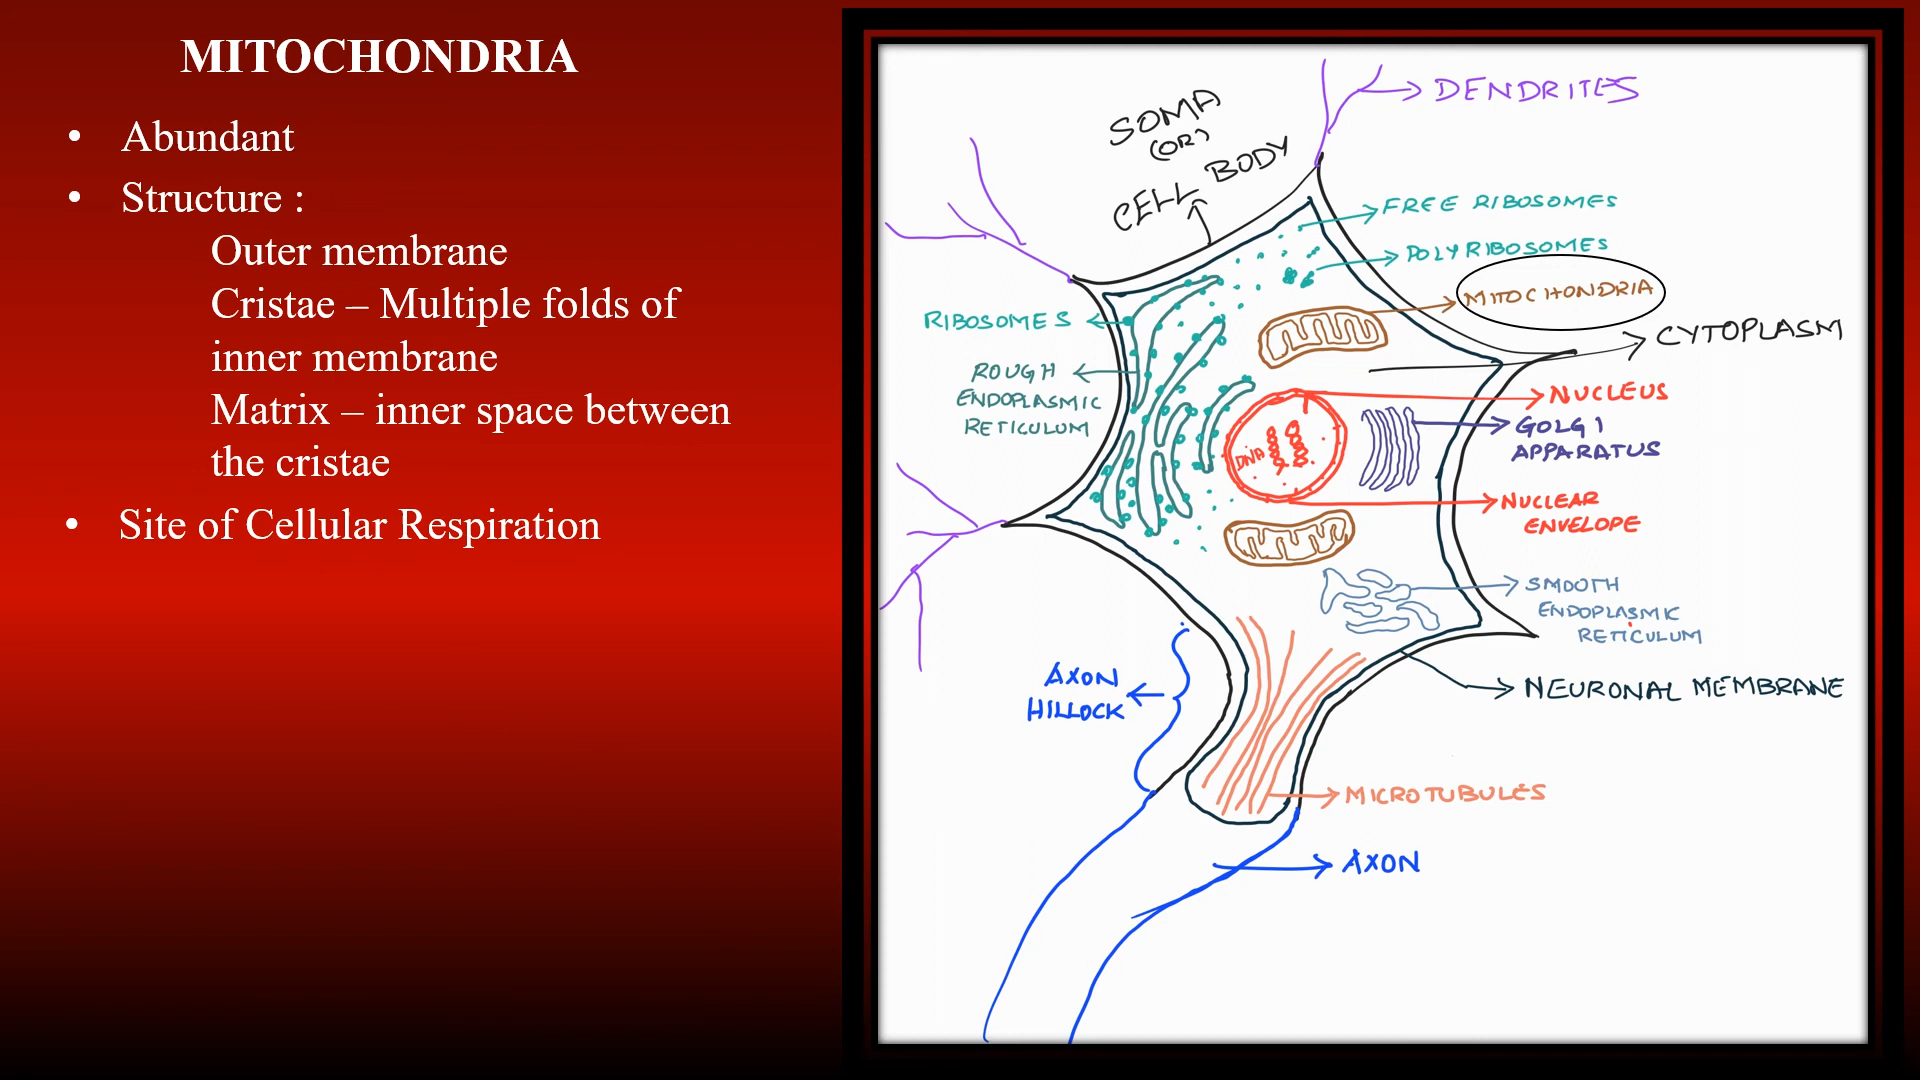 MITOCHONDRIA
• Abundant
• Structure :
Outer membrane
Cristae – Multiple folds of
inner membrane
Matrix – inner space between
the cristae
• Site of Cellular Respiration
DENDRITES
SOMA
(OR)
CELL BODY
FREE RIBOSOMES
POLYRIBOSOMES
MITOCHONDRIA
RIBOSOMES
CYTOPLASM
ROUGH
ENDOPLASMIC
RETICULUM
NUCLEUS
GOLGI
APPARATUS
DNA
NUCLEAR
ENVELOPE
SMOOTH
ENDOPLASMIC
RETICULUM
AXON
HILLOCK
NEURONAL MEMBRANE
MICROTUBULES
AXON